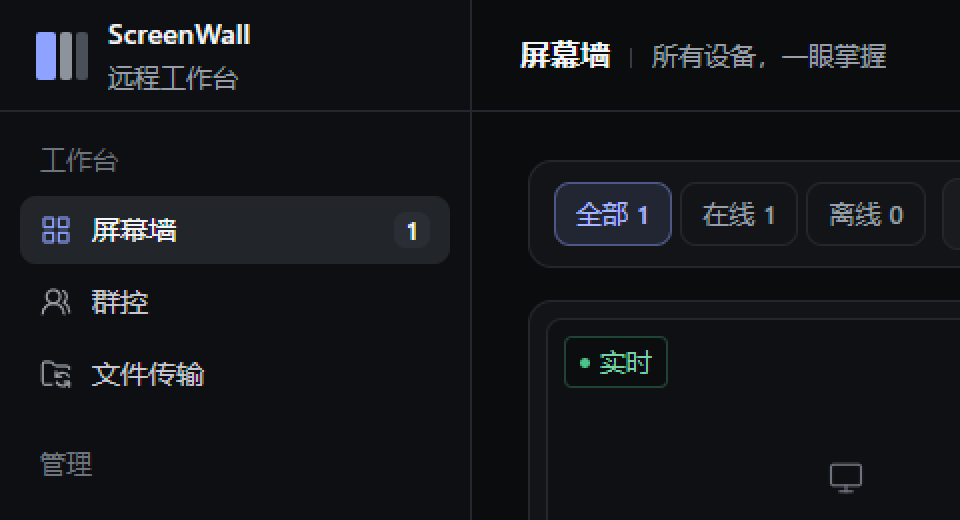 ScreenWall
远程工作台
屏幕墙 | 所有设备，一眼掌握
工作台
屏幕墙 1
群控
文件传输
管理
全部 1 在线 1 离线 0
实时